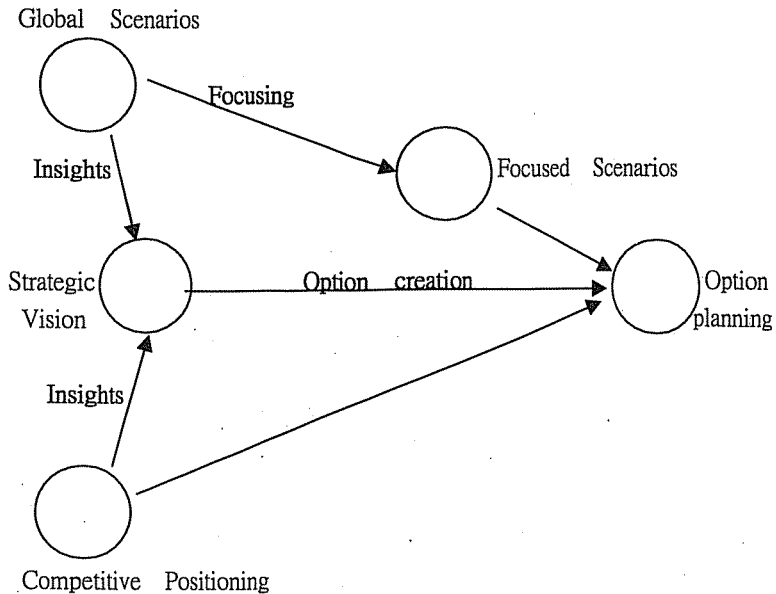 Global Scenarios
Focusing
Insights
Focused Scenarios
Strategic
Vision
Option creation
Option
planning
Insights
Competitive Positioning